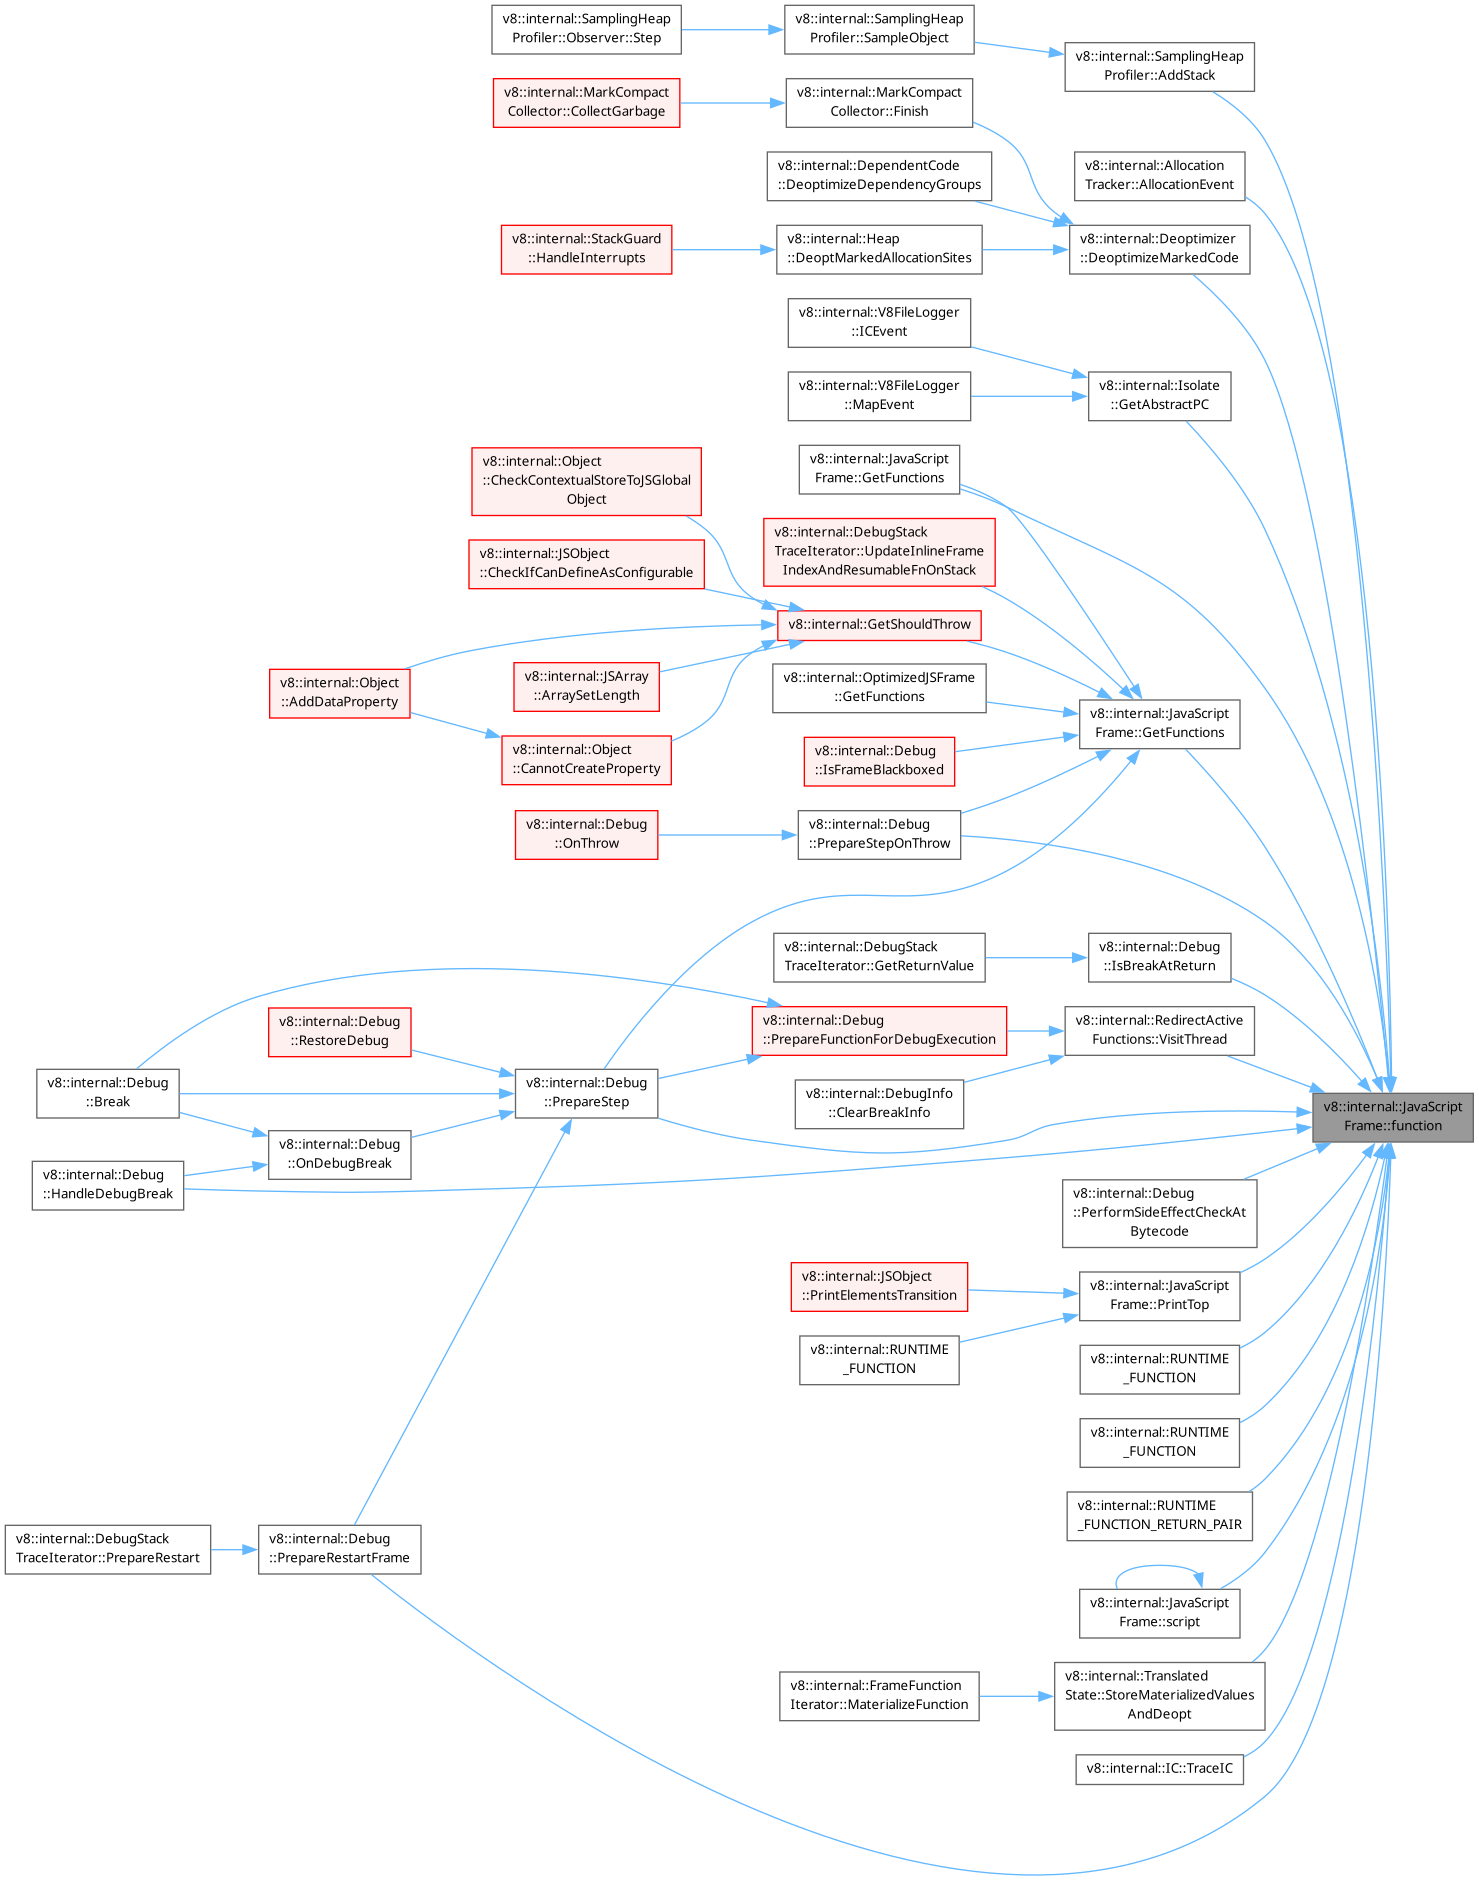 v8::internal::SamplingHeap
Profiler::Observer::Step
v8::internal::SamplingHeap
Profiler::SampleObject
v8::internal::SamplingHeap
Profiler::AddStack
v8::internal::MarkCompact
Collector::CollectGarbage
v8::internal::MarkCompact
Collector::Finish
v8::internal::DependentCode
::DeoptimizeDependencyGroups
v8::internal::Allocation
Tracker::AllocationEvent
v8::internal::StackGuard
::HandleInterrupts
v8::internal::Heap
::DeoptMarkedAllocationSites
v8::internal::Deoptimizer
::DeoptimizeMarkedCode
v8::internal::V8FileLogger
::ICEvent
v8::internal::V8FileLogger
::MapEvent
v8::internal::Isolate
::GetAbstractPC
v8::internal::JavaScript
Frame::GetFunctions
v8::internal::Object
::CheckContextualStoreToJSGlobal
Object
v8::internal::DebugStack
TraceIterator::UpdateInlineFrame
IndexAndResumableFnOnStack
v8::internal::JSObject
::CheckIfCanDefineAsConfigurable
v8::internal::GetShouldThrow
v8::internal::Object
::AddDataProperty
v8::internal::JSArray
::ArraySetLength
v8::internal::OptimizedJSFrame
::GetFunctions
v8::internal::JavaScript
Frame::GetFunctions
v8::internal::Object
::CannotCreateProperty
v8::internal::Debug
::IsFrameBlackboxed
v8::internal::Debug
::OnThrow
v8::internal::Debug
::PrepareStepOnThrow
v8::internal::DebugStack
TraceIterator::GetReturnValue
v8::internal::Debug
::IsBreakAtReturn
v8::internal::Debug
::RestoreDebug
v8::internal::Debug
::PrepareFunctionForDebugExecution
v8::internal::RedirectActive
Functions::VisitThread
v8::internal::Debug
::Break
v8::internal::Debug
::PrepareStep
v8::internal::DebugInfo
::ClearBreakInfo
v8::internal::JavaScript
Frame::function
v8::internal::Debug
::OnDebugBreak
v8::internal::Debug
::HandleDebugBreak
v8::internal::Debug
::PerformSideEffectCheckAt
Bytecode
v8::internal::JSObject
::PrintElementsTransition
v8::internal::JavaScript
Frame::PrintTop
v8::internal::RUNTIME
_FUNCTION
v8::internal::RUNTIME
_FUNCTION
v8::internal::RUNTIME
_FUNCTION
v8::internal::RUNTIME
_FUNCTION_RETURN_PAIR
v8::internal::DebugStack
TraceIterator::PrepareRestart
v8::internal::Debug
::PrepareRestartFrame
v8::internal::JavaScript
Frame::script
v8::internal::FrameFunction
Iterator::MaterializeFunction
v8::internal::Translated
State::StoreMaterializedValues
AndDeopt
v8::internal::IC::TraceIC